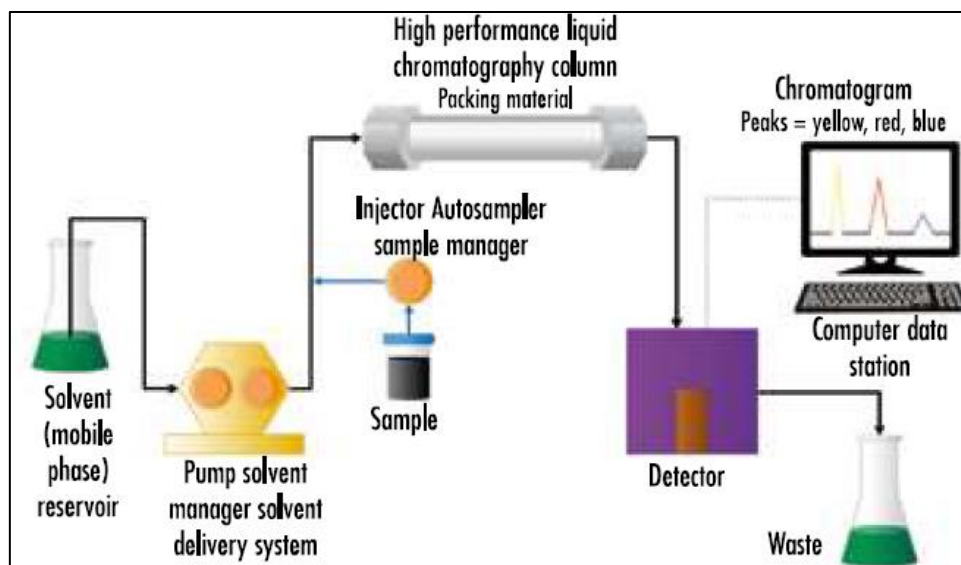 High performance liquid
chromatography column
Packing material
Chromatogram
Peaks = yellow, red, blue
Injector Autosampler
sample manager
Solvent
(mobile
phase)
reservoir
Pump solvent
manager solvent
delivery system
Sample
Detector
Computer data
station
Waste